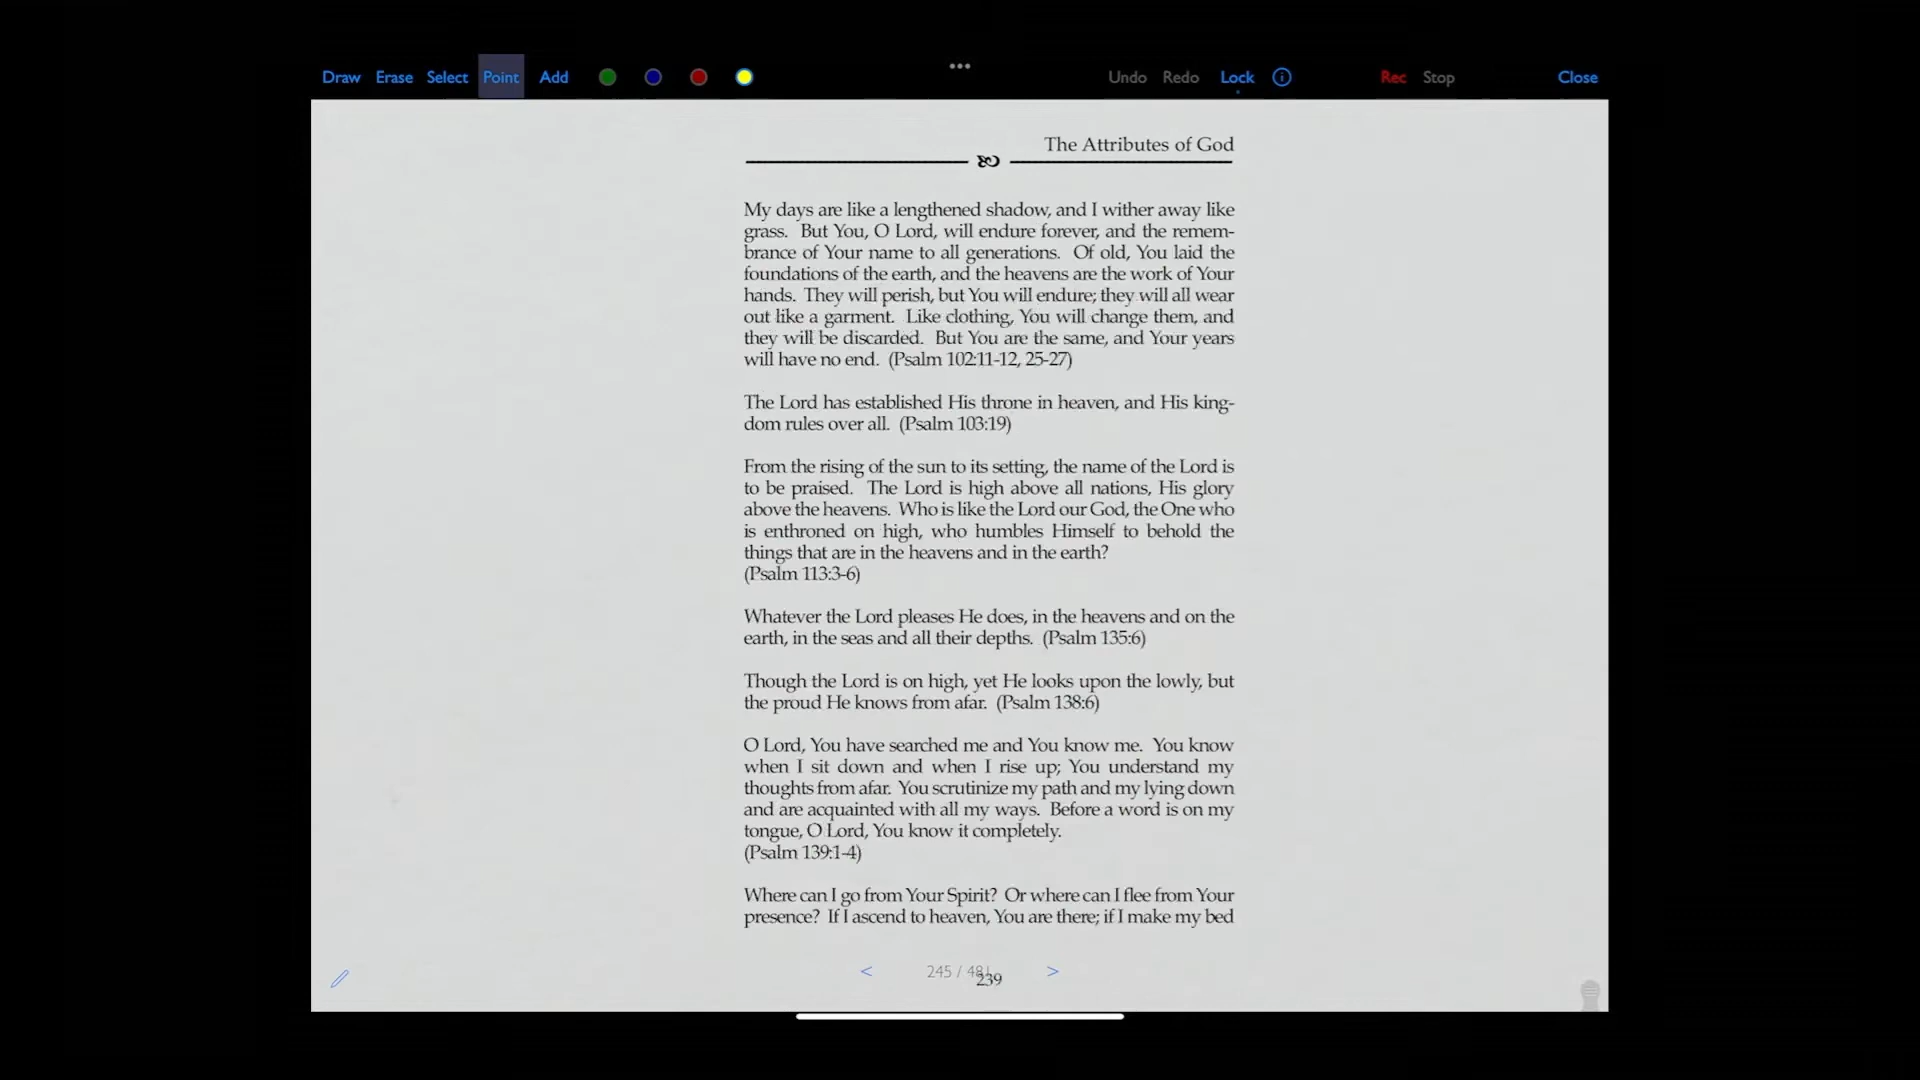 Draw Erase Select Point Add Undo Redo Lock Rec Stop Close
The Attributes of God
My days are like a lengthened shadow, and I wither away like
grass. But You, O Lord, will endure forever, and the remem-
brance of Your name to all generations. Of old, You laid the
foundations of the earth, and the heavens are the work of Your
hands. They will perish, but You will endure; they will all wear
out like a garment. Like clothing, You will change them, and
they will be discarded. But You are the same, and Your years
will have no end. (Psalm 102:11-12, 25-27)
The Lord has established His throne in heaven, and His king-
dom rules over all. (Psalm 103:19)
From the rising of the sun to its setting, the name of the Lord is
to be praised. The Lord is high above all nations, His glory
above the heavens. Who is like the Lord our God, the One who
is enthroned on high, who humbles Himself to behold the
things that are in the heavens and in the earth?
(Psalm 113:3-6)
Whatever the Lord pleases He does, in the heavens and on the
earth, in the seas and all their depths. (Psalm 135:6)
Though the Lord is on high, yet He looks upon the lowly, but
the proud He knows from afar. (Psalm 138:6)
O Lord, You have searched me and You know me. You know
when I sit down and when I rise up; You understand my
thoughts from afar. You scrutinize my path and my lying down
and are acquainted with all my ways. Before a word is on my
tongue, O Lord, You know it completely.
(Psalm 139:1-4)
Where can I go from Your Spirit? Or where can I flee from Your
presence? If I ascend to heaven, You are there; if I make my bed
< 245 / >
239